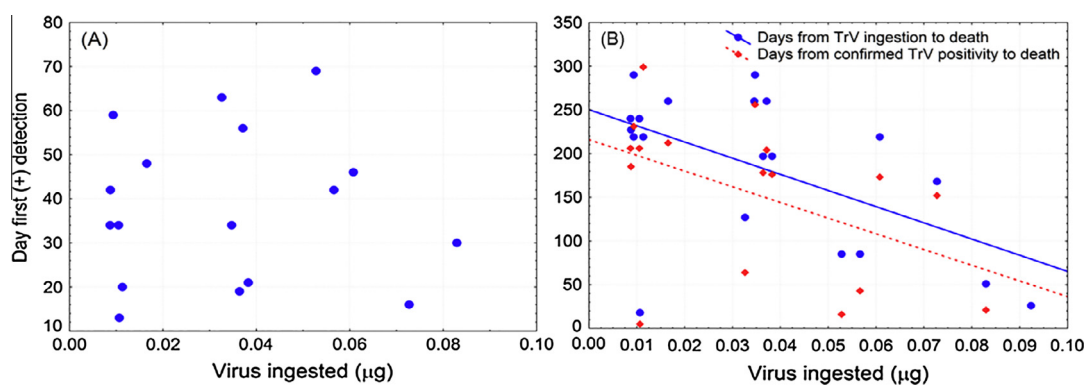 (A)
Day first (+) detection
80
70
60
50
40
30
20
10
0.00 0.02 0.04 0.06 0.08 0.10
Virus ingested (μg)
(B)
Days from TrV ingestion to death
Days from confirmed TrV positivity to death
350
300
250
200
150
100
50
0
0.00 0.01 0.02 0.03 0.04 0.05 0.06 0.07 0.08 0.09 0.10
Virus ingested (μg)